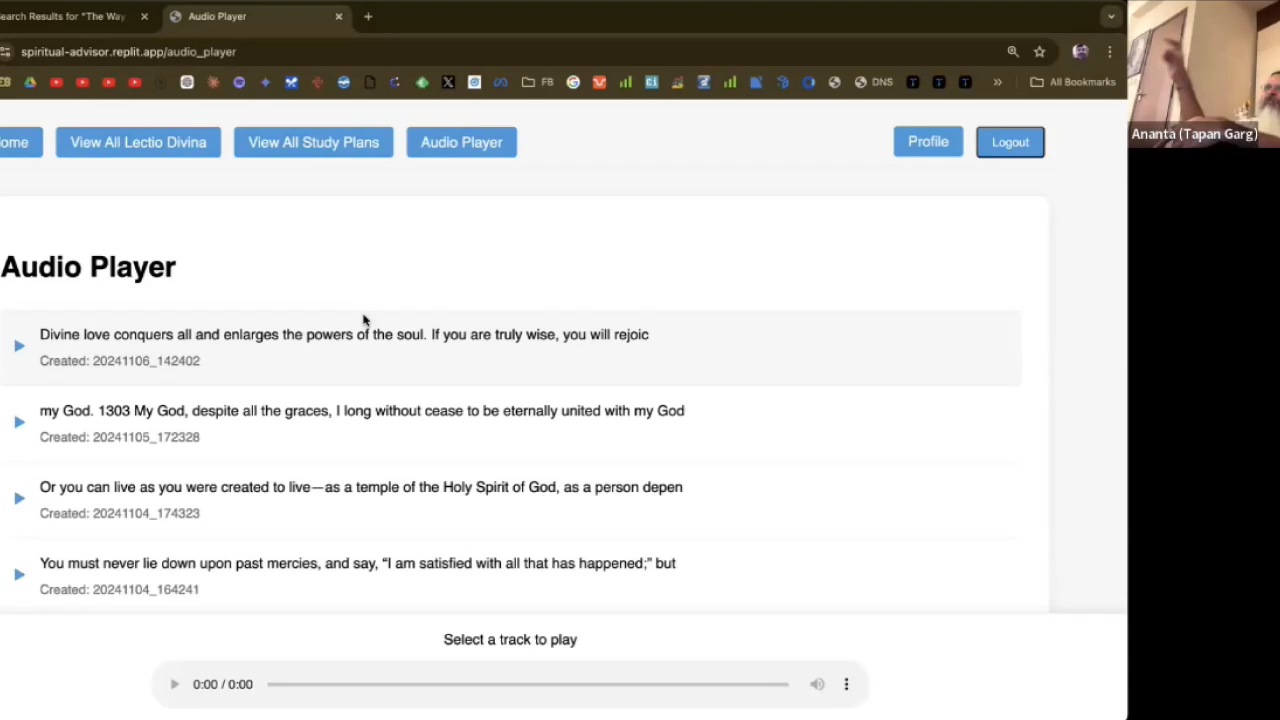 earch Results for "The Way
Audio Player
spiritual-advisor.replit.app/audio_player
FB
DNS
All Bookmarks
ome
View All Lectio Divina
View All Study Plans
Audio Player
Profile
Logout
Ananta (Tapan Garg)
Audio Player
Divine love conquers all and enlarges the powers of the soul. If you are truly wise, you will rejoic
Created: 20241106_142402
my God. 1303 My God, despite all the graces, I long without cease to be eternally united with my God
Created: 20241105_172328
Or you can live as you were created to live—as a temple of the Holy Spirit of God, as a person depen
Created: 20241104_174323
You must never lie down upon past mercies, and say, “I am satisfied with all that has happened;” but
Created: 20241104_164241
Select a track to play
0:00 / 0:00